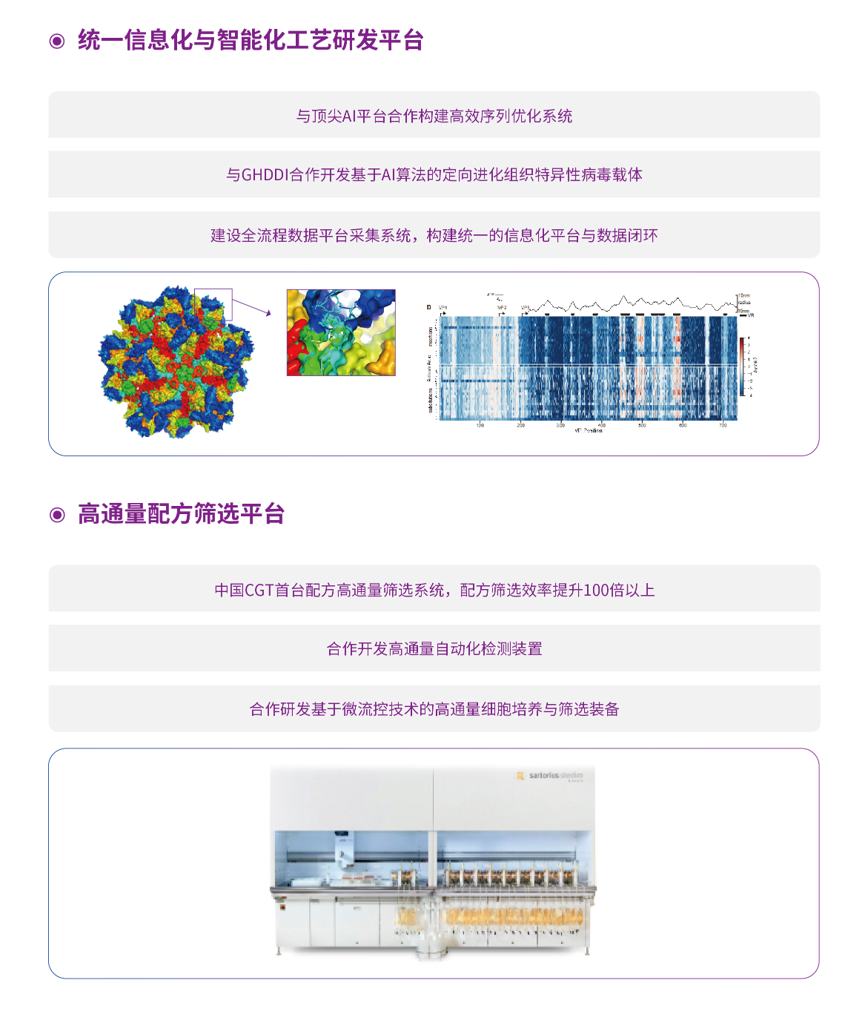 统一信息化与智能化工艺研发平台
与顶尖AI平台合作构建高效序列优化系统
与GHDDI合作开发基于AI算法的定向进化组织特异性病毒载体
建设全流程数据平台采集系统，构建统一的信息化平台与数据闭环
VP1
VP2
VP3
VR
100
200
300
400
500
600
700
VP1 Position
高通量配方筛选平台
中国CGT首台配方高通量筛选系统，配方筛选效率提升100倍以上
合作开发高通量自动化检测装置
合作研发基于微流控技术的高通量细胞培养与筛选装备
sartorius stedim